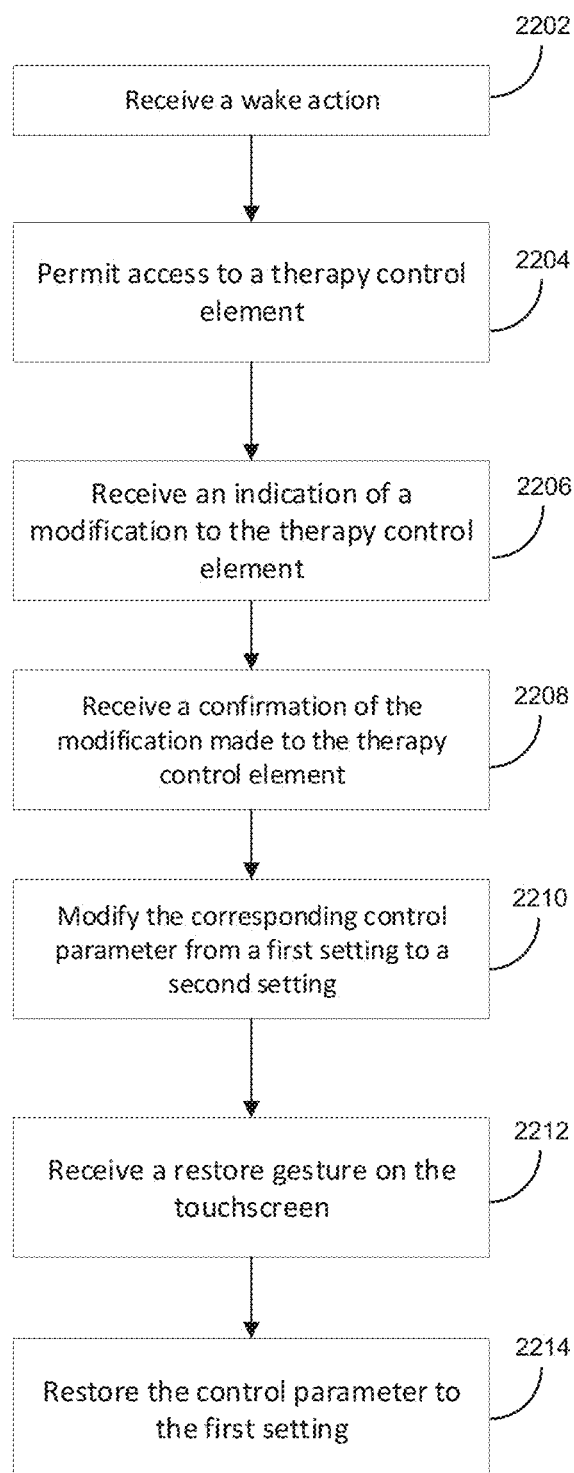 2202
Receive a wake action
2204
Permit access to a therapy control
element
2206
Receive an indication of a
modification to the therapy control
element
2208
Receive a confirmation of the
modification made to the therapy
control element
2210
Modify the corresponding control
parameter from a first setting to a
second setting
2212
Receive a restore gesture on the
touchscreen
2214
Restore the control parameter to
the first setting